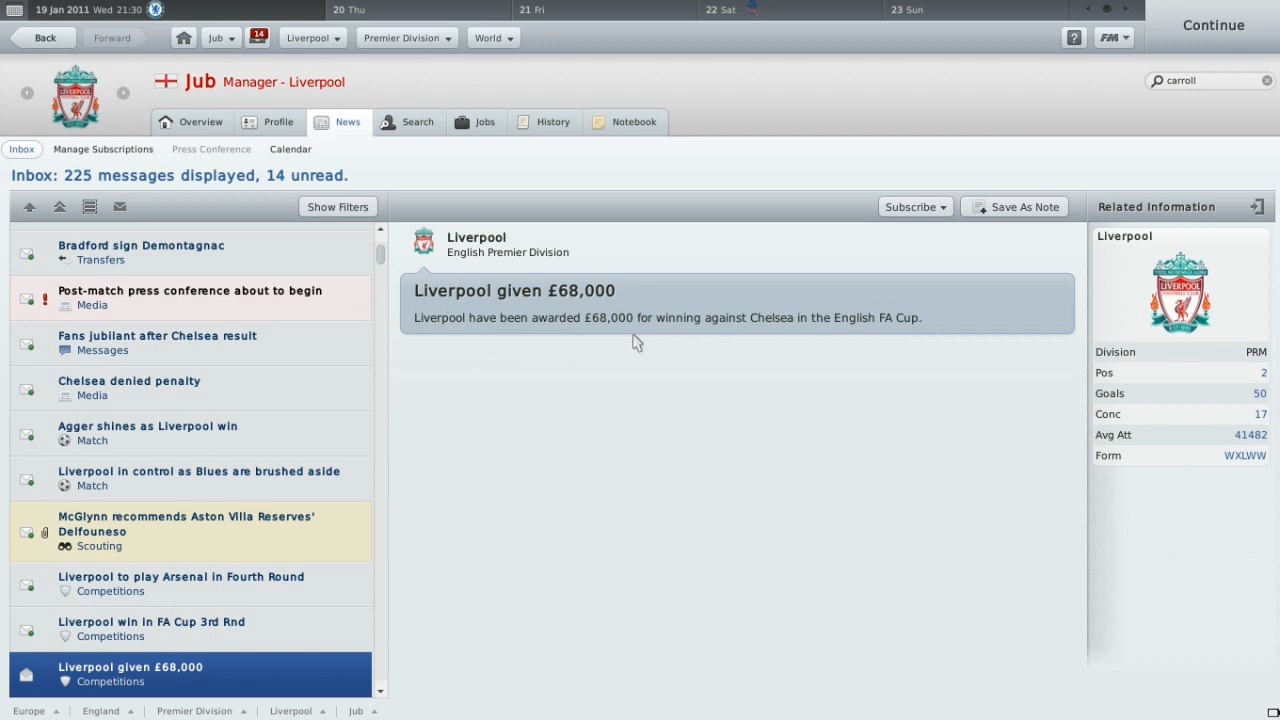 19 Jan 2011 Wed 21:30
20 Thu
21 Fri
22 Sat
23 Sun
Continue
Back
Forward
Jub
14
Liverpool
Premier Division
World
?
FM
Jub Manager - Liverpool
carroll
Overview
Profile
News
Search
Jobs
History
Notebook
Inbox
Manage Subscriptions
Press Conference
Calendar
Inbox: 225 messages displayed, 14 unread.
Show Filters
Subscribe
Save As Note
Related Information
Bradford sign Demontagnac
Transfers
Post-match press conference about to begin
Media
Fans jubilant after Chelsea result
Messages
Chelsea denied penalty
Media
Agger shines as Liverpool win
Match
Liverpool in control as Blues are brushed aside
Match
McGlynn recommends Aston Villa Reserves'
Delfouneso
Scouting
Liverpool to play Arsenal in Fourth Round
Competitions
Liverpool win in FA Cup 3rd Rnd
Competitions
Liverpool given £68,000
Competitions
Liverpool
English Premier Division
Liverpool given £68,000
Liverpool have been awarded £68,000 for winning against Chelsea in the English FA Cup.
Liverpool
Division PRM
Pos 2
Goals 50
Conc 17
Avg Att 41482
Form WXLWW
Europe
England
Premier Division
Liverpool
Jub